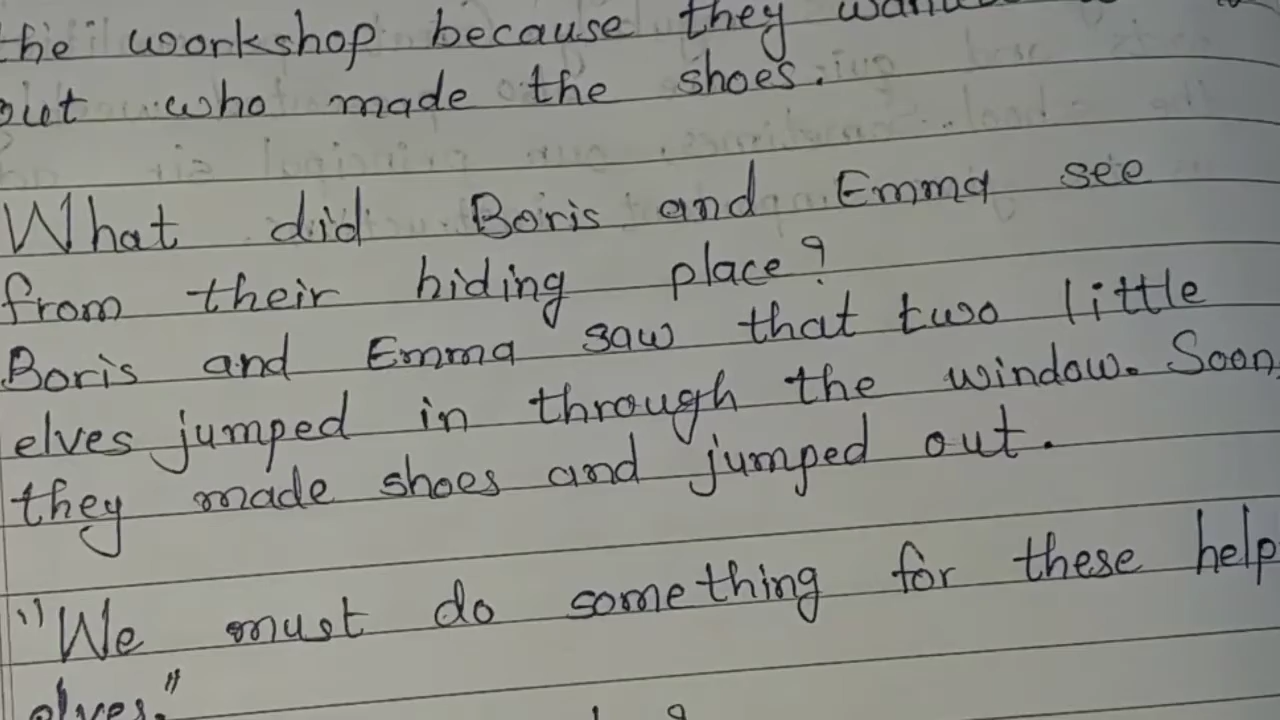 the workshop because they
out who made the shoes.
What did Boris and Emma see
from their hiding place?
Boris and Emma saw that two little
elves jumped in through the window. Soon,
they made shoes and jumped out.
"We must do something for these help
elves."